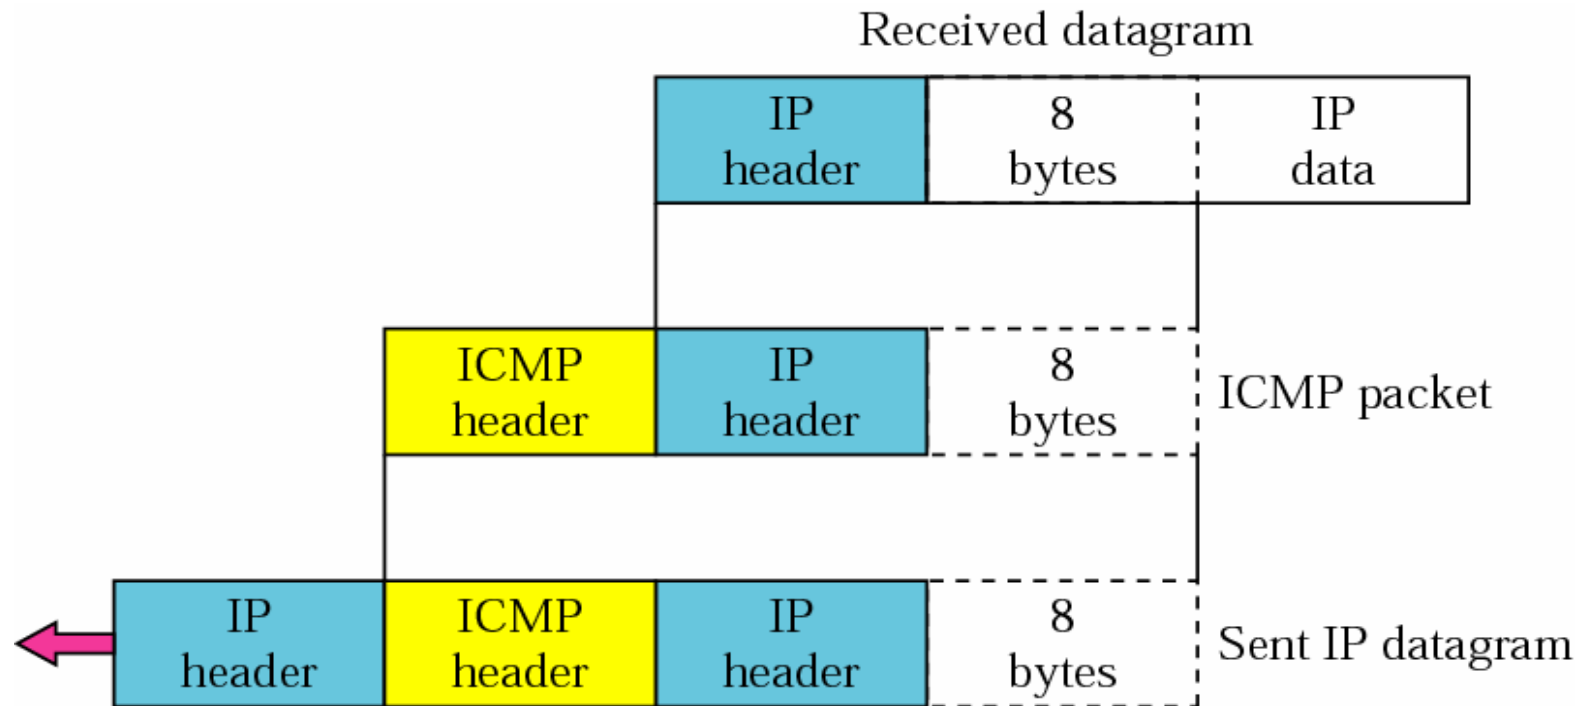 Received datagram
IP header
8 bytes
IP data
ICMP header
IP header
8 bytes
ICMP packet
IP header
ICMP header
IP header
8 bytes
Sent IP datagram